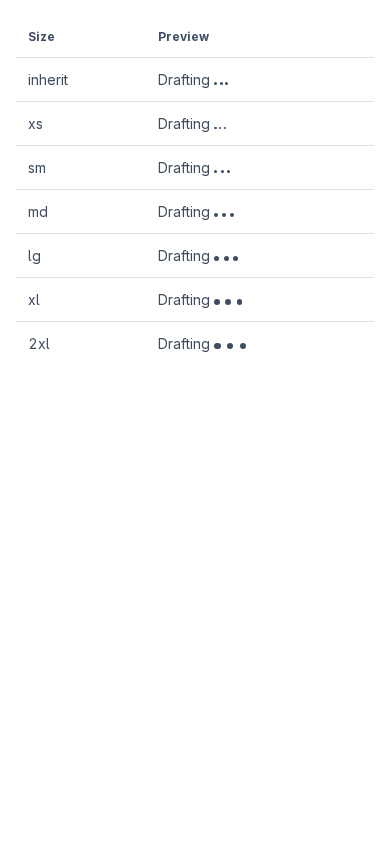 Size Preview
inherit Drafting ...
xs Drafting ...
sm Drafting ...
md Drafting ...
lg Drafting ...
xl Drafting ...
2xl Drafting ...